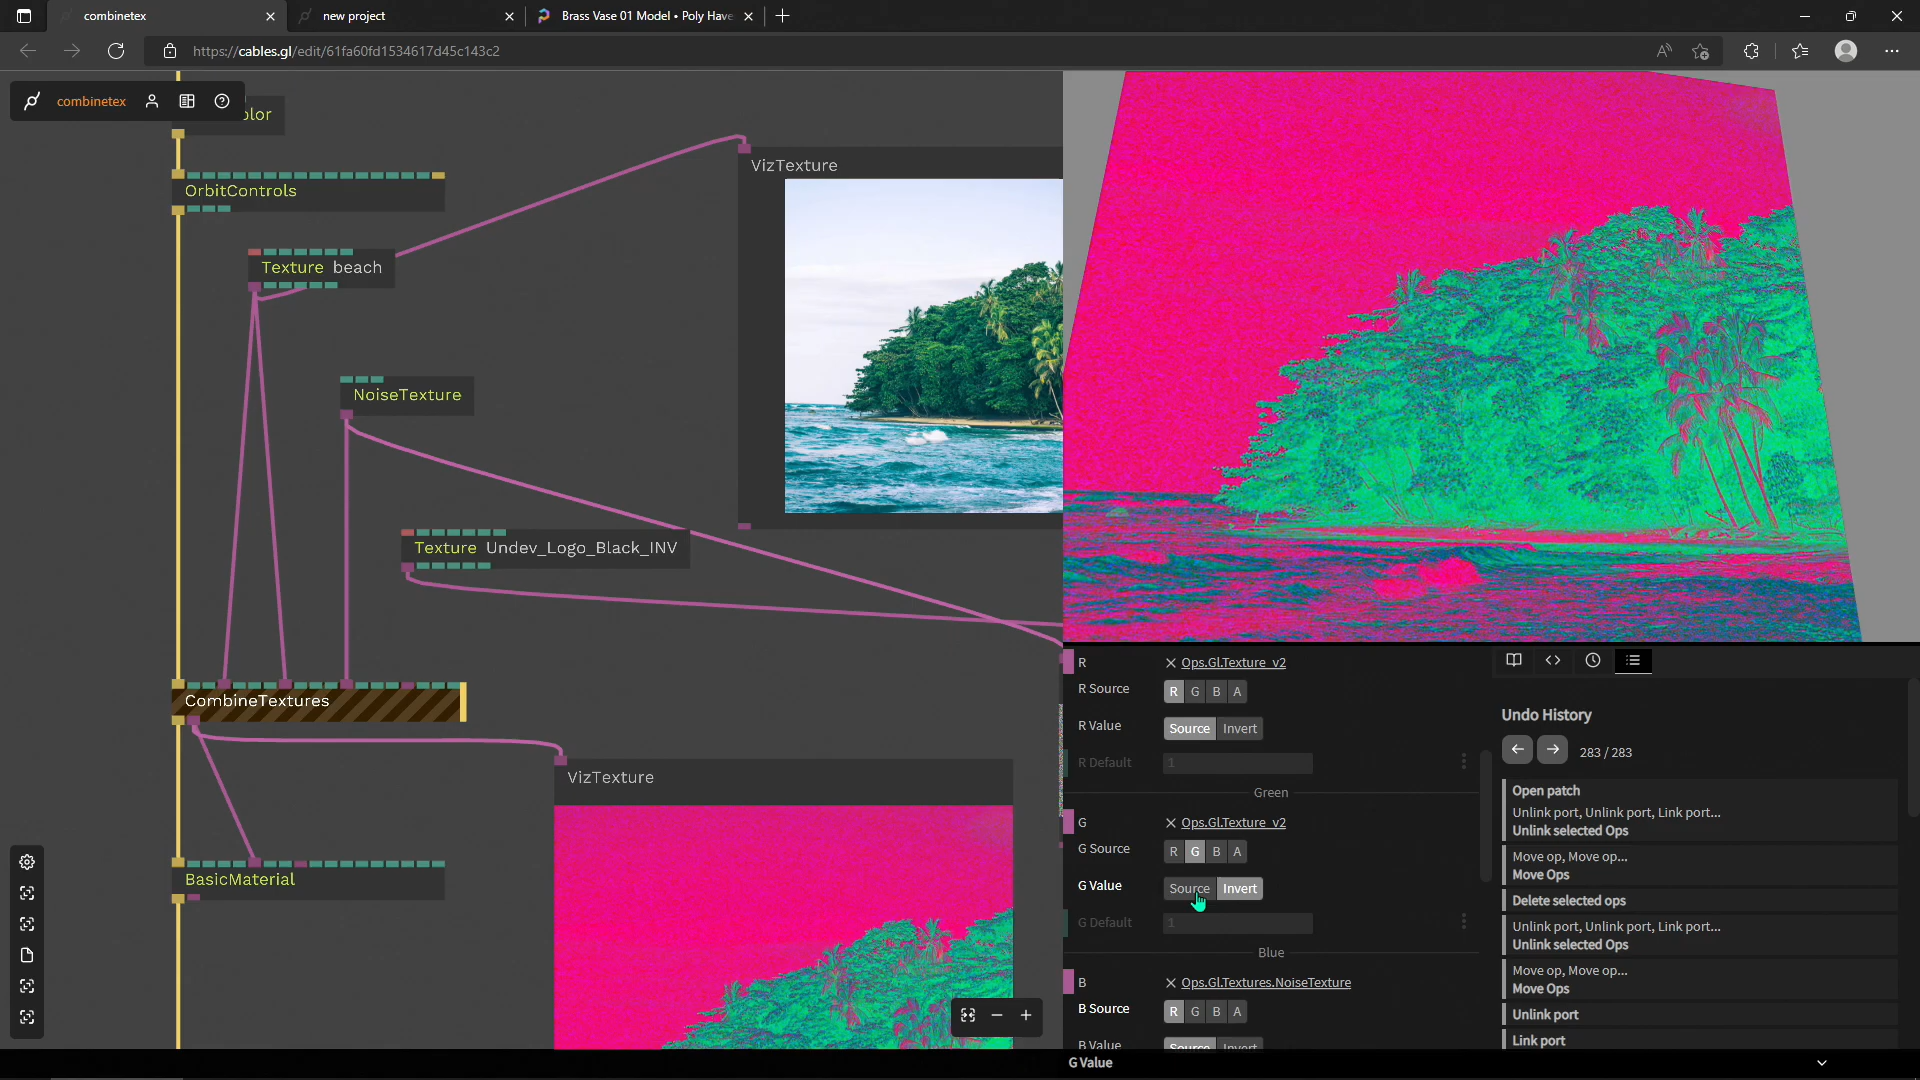 combinetex
new project
Brass Vase 01 Model • Poly Have
https://cables.gl/edit/61fa60fd1534617d45c143c2
combinetex
olor
OrbitControls
VizTexture
Texture beach
NoiseTexture
Texture Undev_Logo_Black_INV
CombineTextures
VizTexture
BasicMaterial
R
Ops.Gl.Texture_v2
R Source
R G B A
R Value
Source Invert
R Default
1
Green
G
Ops.Gl.Texture_v2
G Source
R G B A
G Value
Source Invert
G Default
1
Blue
B
Ops.Gl.Textures.NoiseTexture
B Source
R G B A
B Value
Source Invert
G Value
Undo History
283 / 283
Open patch
Unlink port, Unlink port, Link port...
Unlink selected Ops
Move op, Move op...
Move Ops
Delete selected ops
Unlink port, Unlink port, Link port...
Unlink selected Ops
Move op, Move op...
Move Ops
Unlink port
Link port